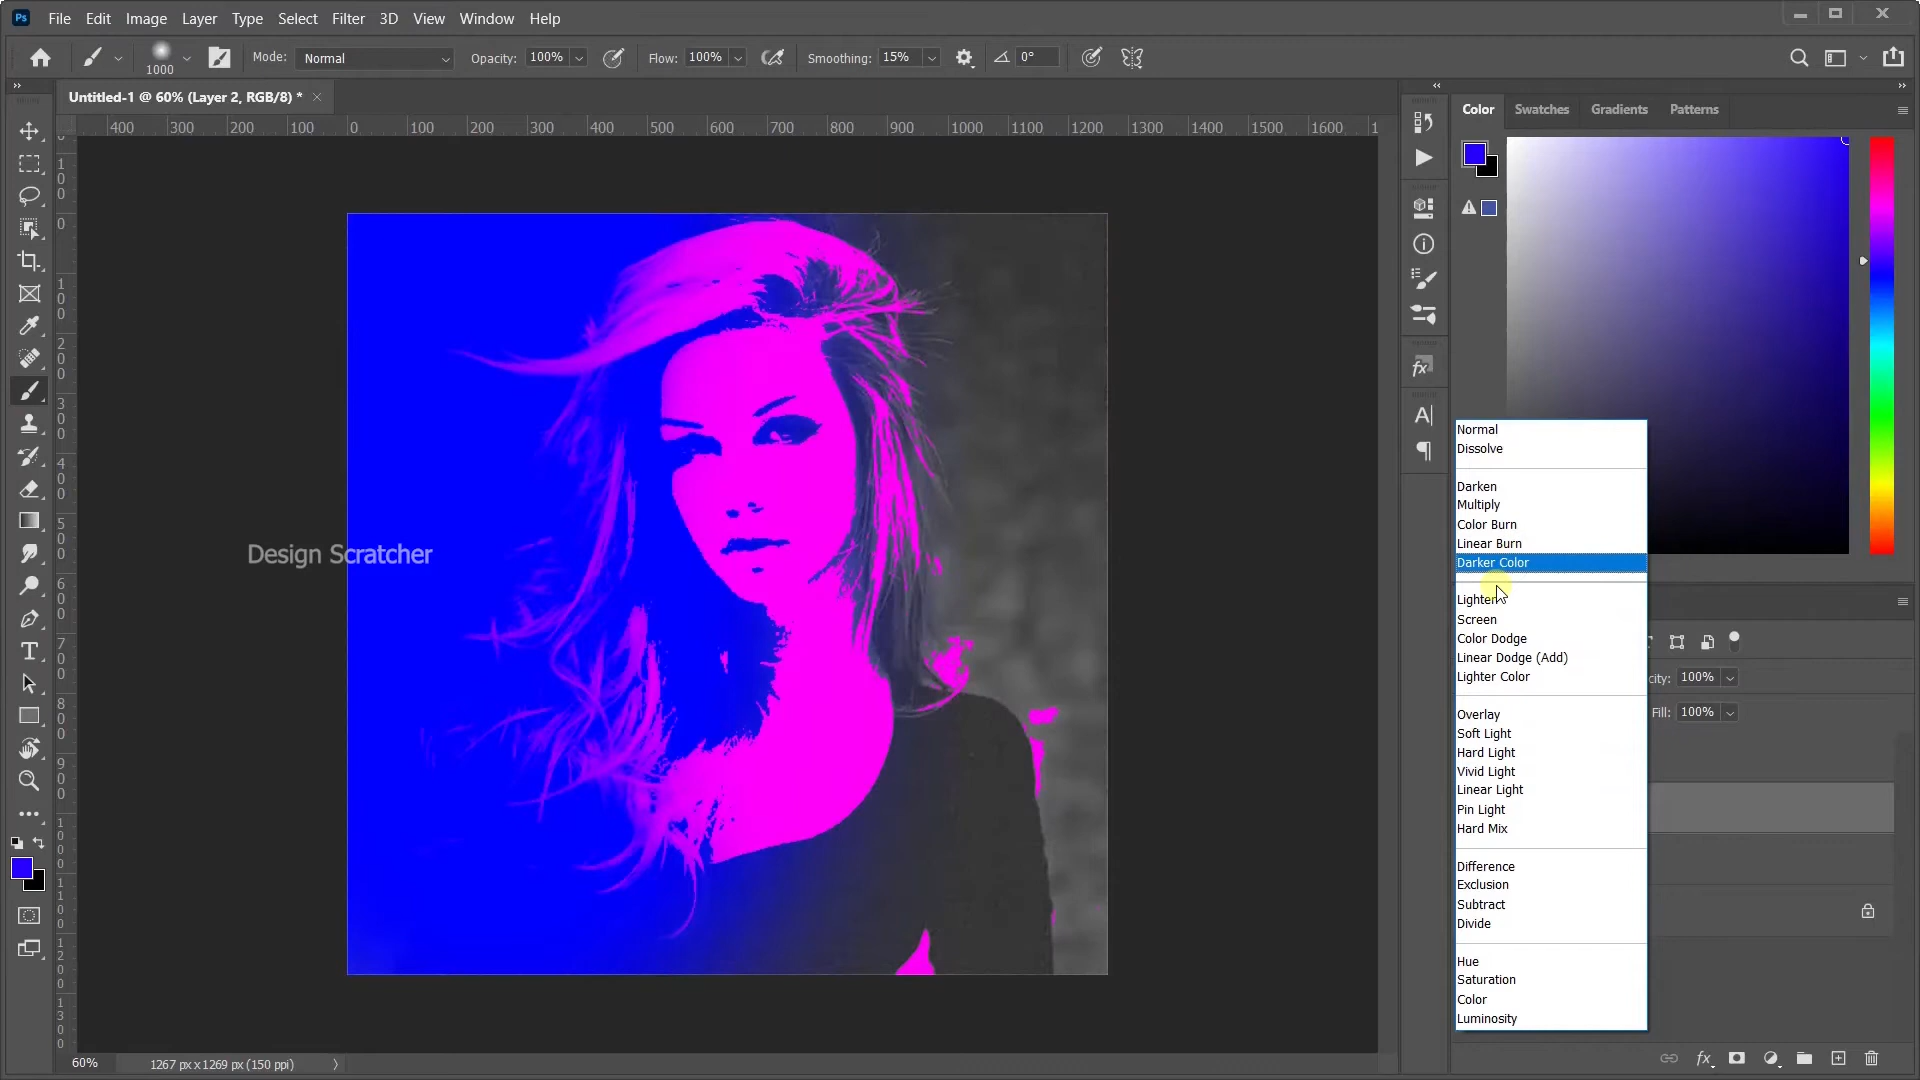 Ps File Edit Image Layer Type Select Filter 3D View Window Help
1000 Mode: Normal Opacity: 100% Flow: 100% Smoothing: 15% 0°
Untitled-1 @ 60% (Layer 2, RGB/8) *
400 300 200 100 0 100 200 300 400 500 600 700 800 900 1000 1100 1200 1300 1400 1500 1600
Color Swatches Gradients Patterns
Normal
Dissolve
Darken
Multiply
Color Burn
Linear Burn
Darker Color
Lighten
Screen
Color Dodge
Linear Dodge (Add)
Lighter Color
Overlay
Soft Light
Hard Light
Vivid Light
Linear Light
Pin Light
Hard Mix
Difference
Exclusion
Subtract
Divide
Hue
Saturation
Color
Luminosity
100%
Fill: 100%
Design Scratcher
60% 1267 px x 1269 px (150 ppi)